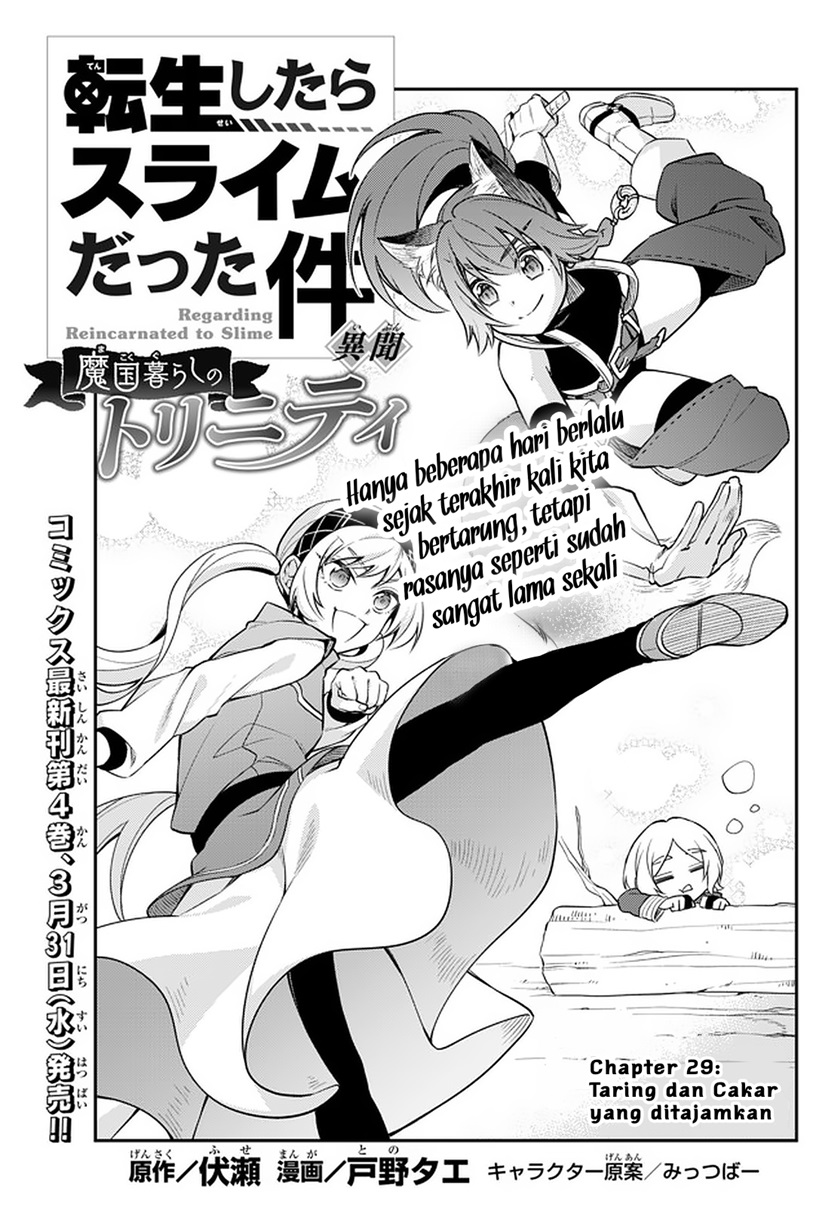 転生したら
スライム
だった件
Regarding
Reincarnated to Slime
異聞
魔国暮らしの
トリニティ
Hanya beberapa hari berlalu
sejak terakhir kali kita
bertarung, tetapi
rasanya seperti sudah
sangat lama sekali
コミックス最新刊第4巻、3月31日(水)発売!!
Chapter 29:
Taring dan Cakar
yang ditajamkan
原作/伏瀬 漫画/戸野タエ キャラクター原案/みっつばー